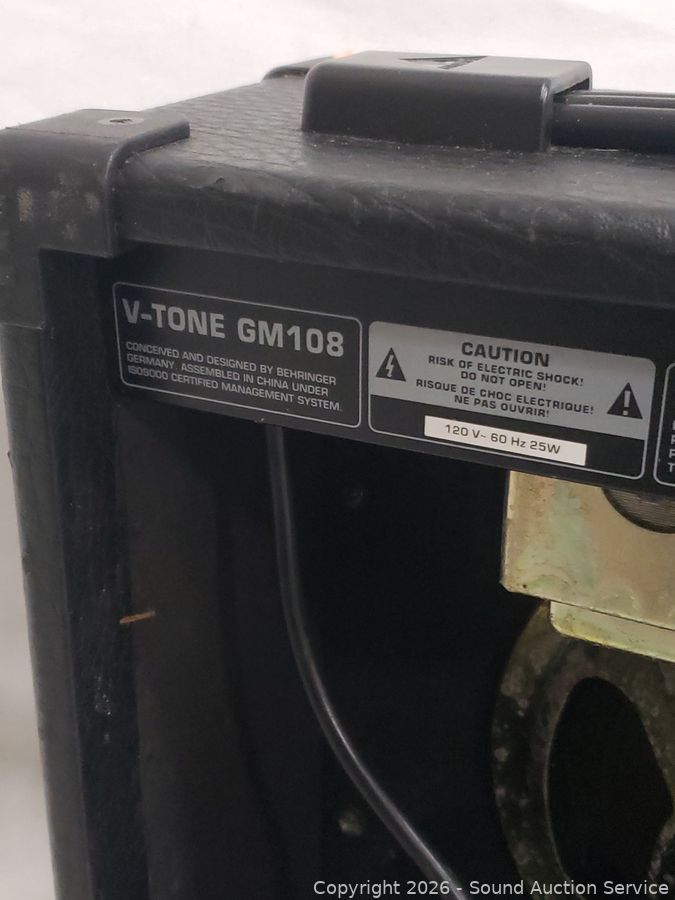 V-TONE GM108
CONCEIVED AND DESIGNED BY BEHRINGER
GERMANY. ASSEMBLED IN CHINA UNDER
ISO9000 CERTIFIED MANAGEMENT SYSTEM.
CAUTION
RISK OF ELECTRIC SHOCK!
DO NOT OPEN!
RISQUE DE CHOC ELECTRIQUE!
NE PAS OUVRIR!
120 V~ 60 Hz 25W
Copyright 2026 - Sound Auction Service